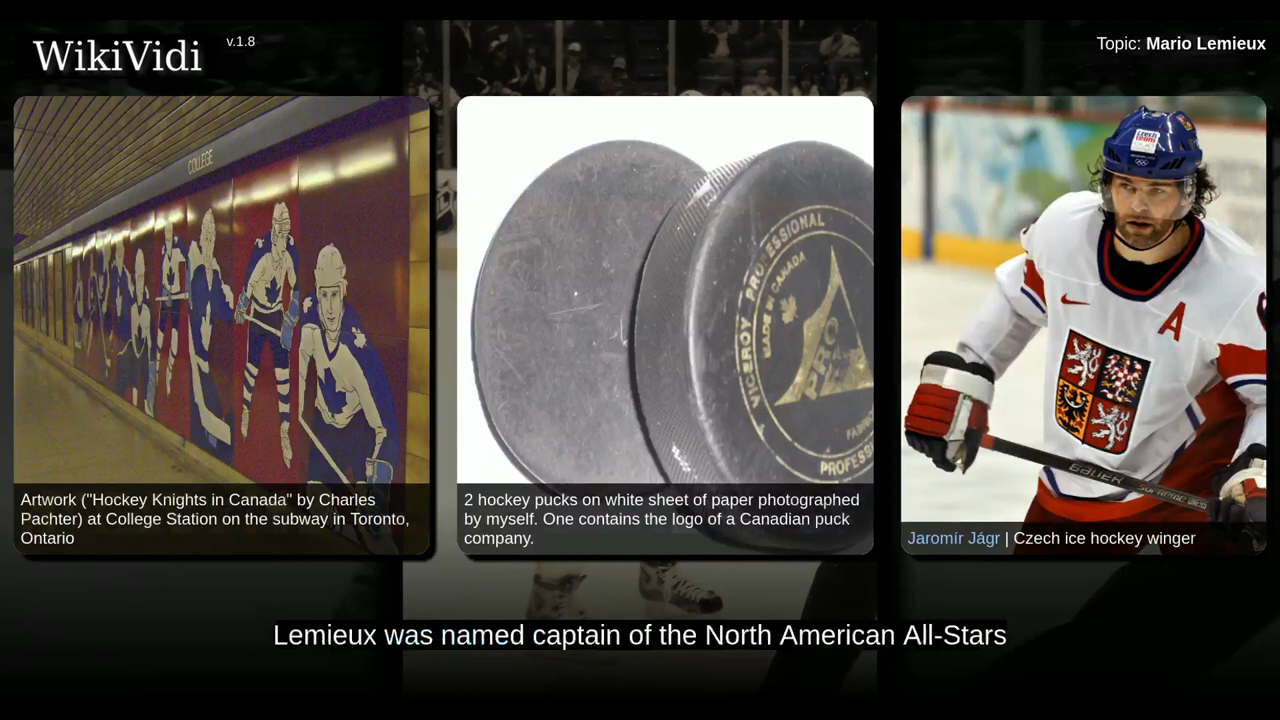 WikiVidi
v.1.8
Topic: Mario Lemieux
COLLEGE
VICEROY PROFESSIONAL
MADE IN CANADA
PRO
PROFESS
Artwork ("Hockey Knights in Canada" by Charles
Pachter) at College Station on the subway in Toronto,
Ontario
2 hockey pucks on white sheet of paper photographed
by myself. One contains the logo of a Canadian puck
company.
A
BAUER SUPREME
Jaromír Jágr | Czech ice hockey winger
Lemieux was named captain of the North American All-Stars